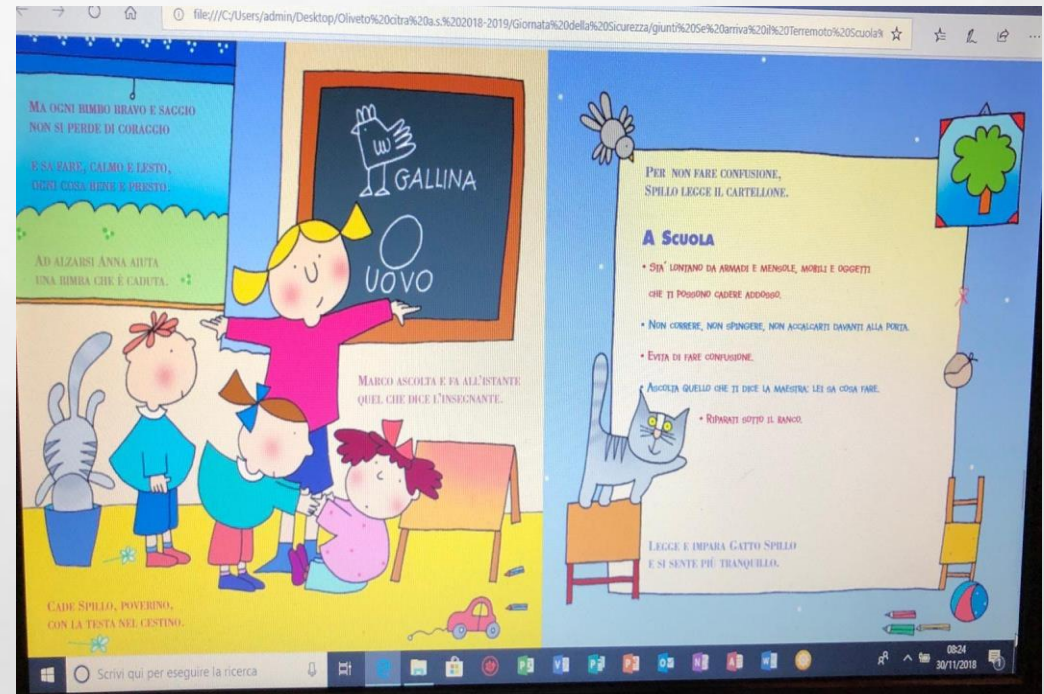 file:///C:/Users/admin/Desktop/Oliveto%20citra%20a.s.%202018-2019/Giornata%20della%20Sicurezza/giunti%20Se%20arriva%20il%20Terremoto%20Scuola%
MA OGNI BIMBO BRAVO E SAGGIO
NON SI PERDE DI CORAGGIO
E SA FARE, CALMO E LESTO,
OGNI COSA BENE E PRESTO.
AD ALZARSI ANNA AIUTA
UNA BIMBA CHE È CADUTA.
GALLINA
UOVO
MARCO ASCOLTA E FA ALL'ISTANTE
QUEL CHE DICE L'INSEGNANTE.
CADE SPILLO, POVERINO,
CON LA TESTA NEL CESTINO.
PER NON FARE CONFUSIONE,
SPILLO LEGGE IL CARTELLONE.
A SCUOLA
• STA' LONTANO DA ARMADI E MENSOLE, MOBILI E OGGETTI
CHE TI POSSONO CADERE ADDOSSO.
• NON CORRERE, NON SPINGERE, NON ACCALCARTI DAVANTI ALLA PORTA.
• EVITA DI FARE CONFUSIONE.
• ASCOLTA QUELLO CHE TI DICE LA MAESTRA: LEI SA COSA FARE.
• RIPARATI SOTTO IL BANCO.
LEGGE E IMPARA GATTO SPILLO
E SI SENTE PIÙ TRANQUILLO.
Scrivi qui per eseguire la ricerca
08:24
30/11/2018